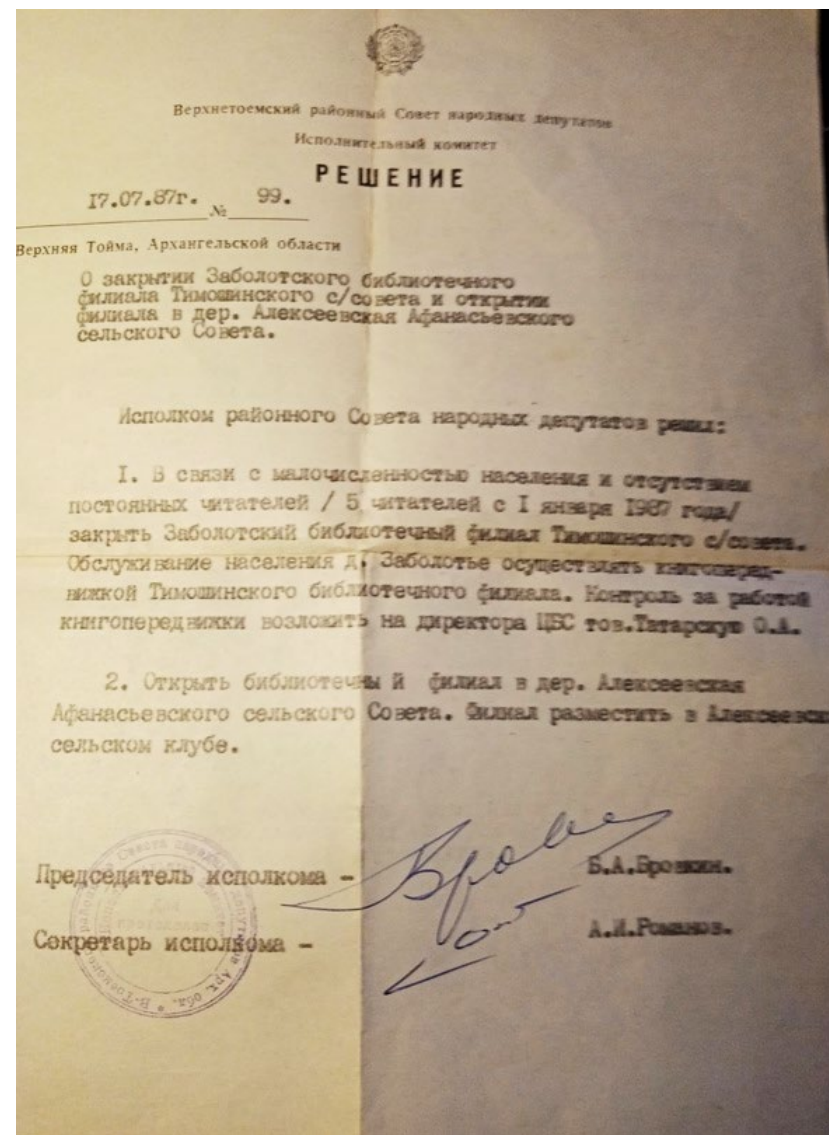 Верхнетоемский районный Совет народных депутатов
Исполнительный комитет
РЕШЕНИЕ
17.07.87г. № 99.
Верхняя Тойма, Архангельской области
О закрытии Заболотского библиотечного
филиала Тимошинского с/совета и открытии
филиала в дер. Алексеевская Афанасьевского
сельского Совета.
Исполком районного Совета народных депутатов решил:
I. В связи с малочисленностью населения и отсутствием
постоянных читателей / 5 читателей с I января 1987 года/
закрыть Заболотский библиотечный филиал Тимошинского с/совета.
Обслуживание населения д. Заболотье осуществлять книгоперед-
вижкой Тимошинского библиотечного филиала. Контроль за работой
книгопередвижки возложить на директора ЦБС тов.Татарскую О.А.
2. Открыть библиотечны й филиал в дер. Алексеевская
Афанасьевского сельского Совета. Филиал разместить в Алексеевск
сельском клубе.
Председатель исполкома – Б.А.Бровкин.
Секретарь исполкома – А.И.Романов.